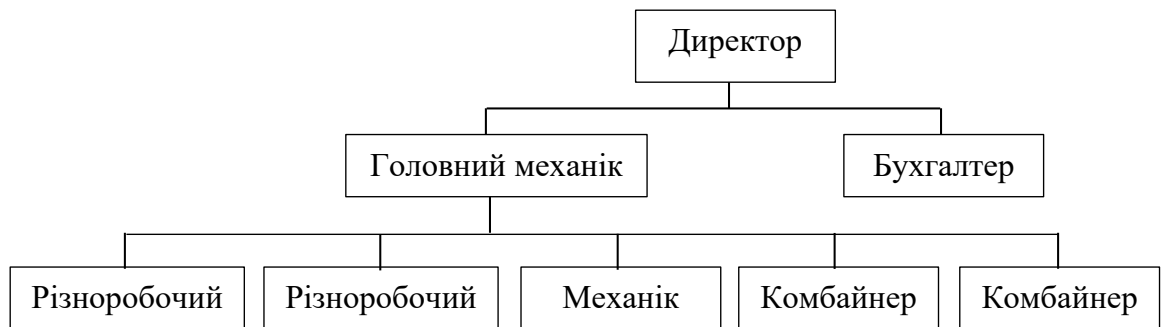 Директор
Головний механік
Бухгалтер
Різноробочий
Різноробочий
Механік
Комбайнер
Комбайнер